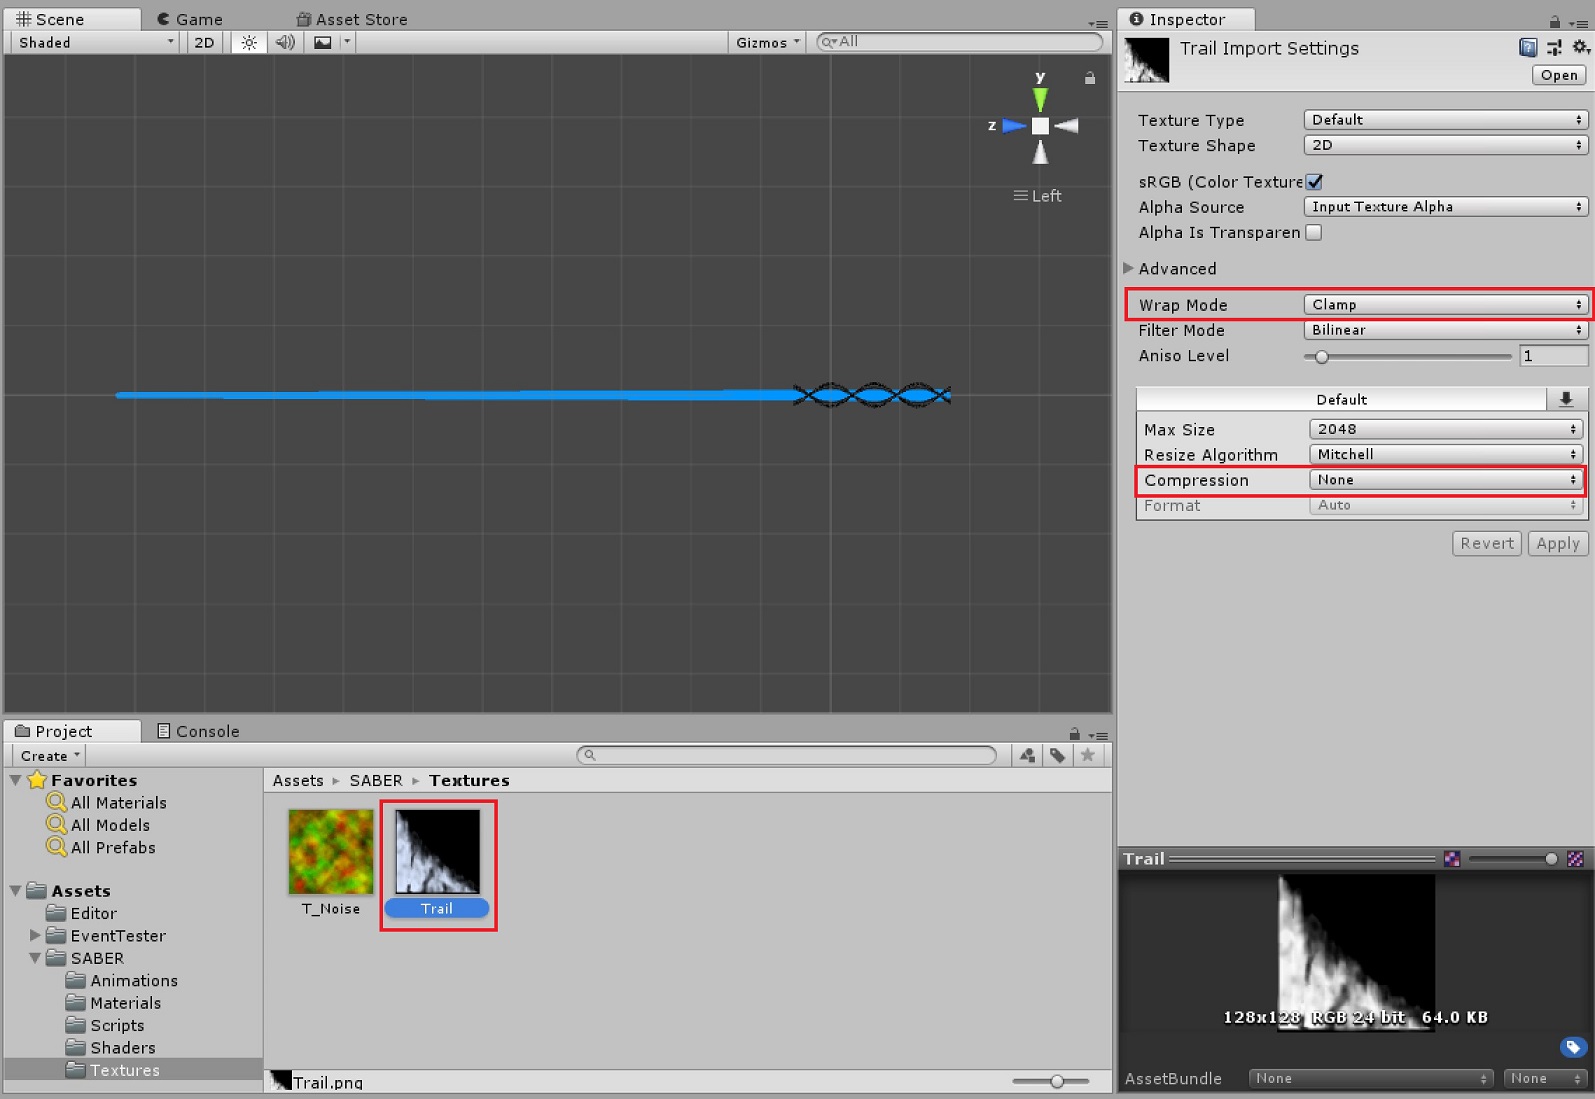 Scene
Game
Asset Store
Shaded
2D
Gizmos
All
y
z
Left
Inspector
Trail Import Settings
Open
Texture Type
Default
Texture Shape
2D
sRGB (Color Texture
Alpha Source
Input Texture Alpha
Alpha Is Transparen
Advanced
Wrap Mode
Clamp
Filter Mode
Bilinear
Aniso Level
1
Default
Max Size
2048
Resize Algorithm
Mitchell
Compression
None
Format
Auto
Revert
Apply
Project
Console
Create
Favorites
All Materials
All Models
All Prefabs
Assets
Editor
EventTester
SABER
Animations
Materials
Scripts
Shaders
Textures
Assets
SABER
Textures
T_Noise
Trail
Trail.png
Trail
128x128 RGB 24 bit 64.0 KB
AssetBundle
None
None